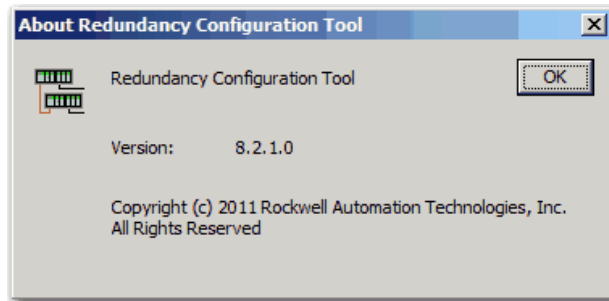 About Redundancy Configuration Tool
Redundancy Configuration Tool
OK
Version: 8.2.1.0
Copyright (c) 2011 Rockwell Automation Technologies, Inc.
All Rights Reserved